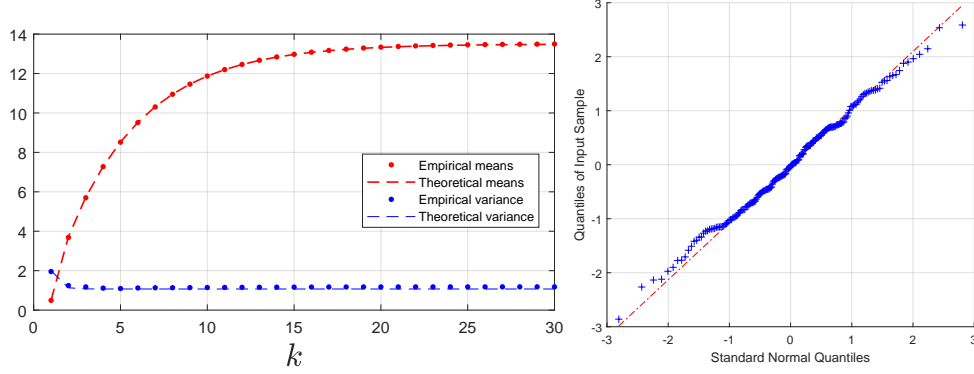 14
12
10
8
6
4
2
0
Empirical means
Theoretical means
Empirical variance
Theoretical variance
0 5 10 15 20 25 30
k
3
2
1
0
-1
-2
-3
Quantiles of Input Sample
-3 -2 -1 0 1 2 3
Standard Normal Quantiles